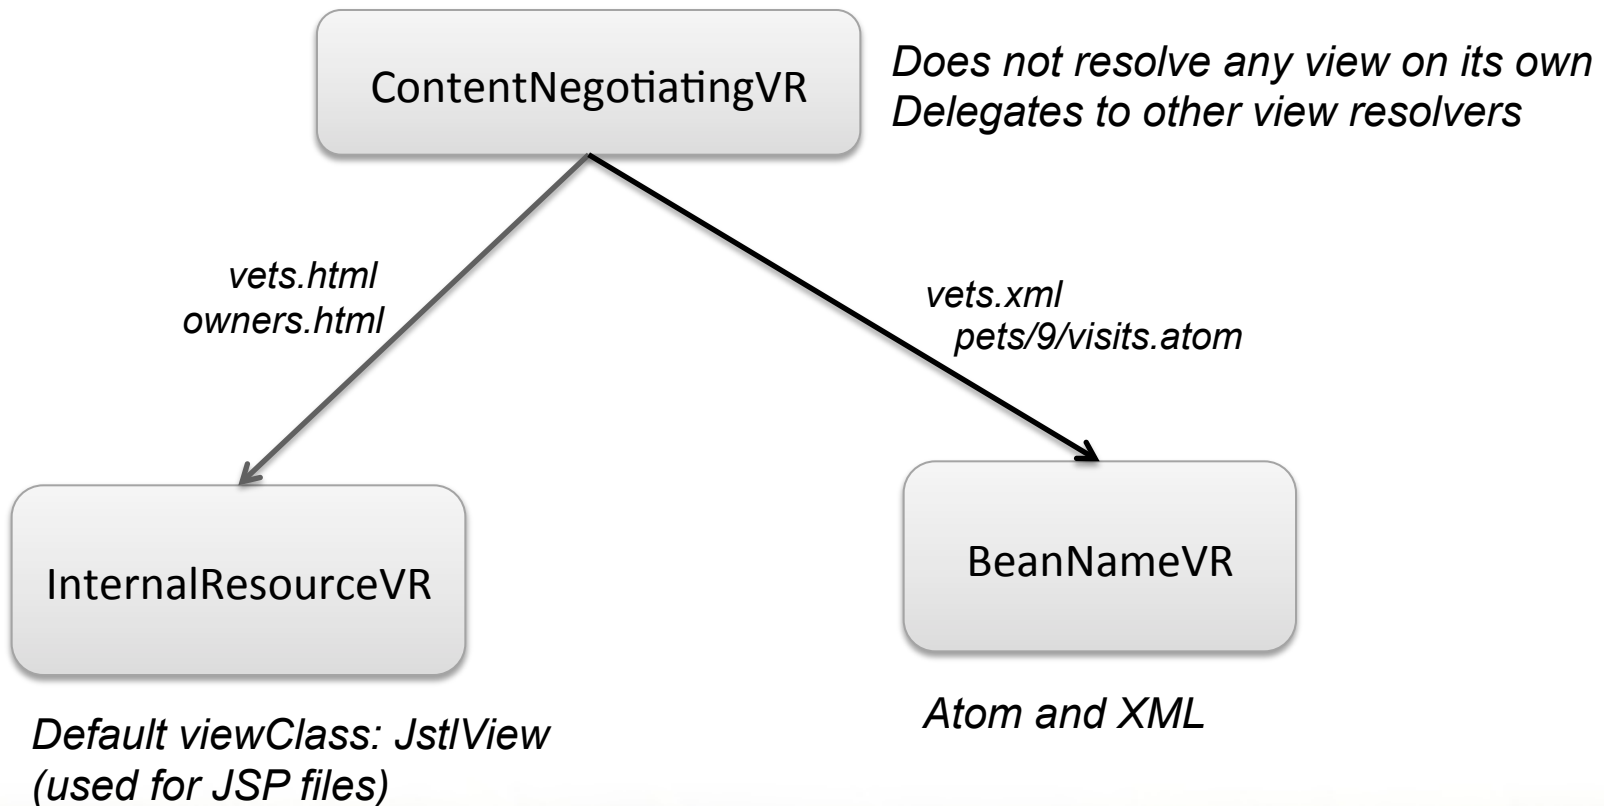 ContentNegotiatingVR
Does not resolve any view on its own
Delegates to other view resolvers
vets.html
owners.html
vets.xml
pets/9/visits.atom
InternalResourceVR
BeanNameVR
Default viewClass: JstlView
(used for JSP files)
Atom and XML